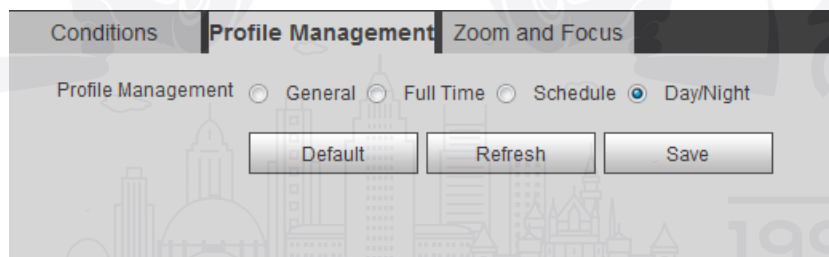 Conditions Profile Management Zoom and Focus
Profile Management General Full Time Schedule Day/Night
Default Refresh Save